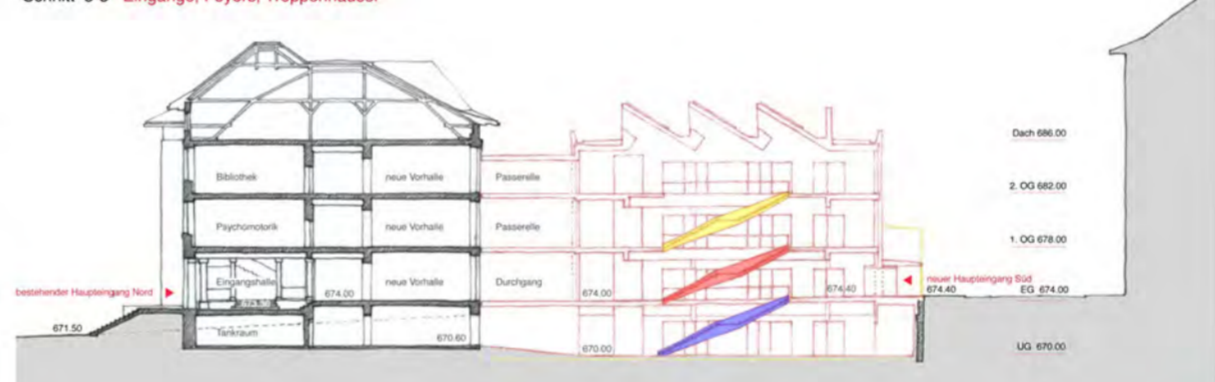 Schnitt
Eingänge, Foyers, Treppenhäuser
Dach 686.00
2. OG 682.00
1. OG 678.00
EG 674.00
UG 670.00
Bibliothek
neue Vorhalle
Passerelle
Psychomotorik
neue Vorhalle
Passerelle
Eingangshalle
674.00
neue Vorhalle
Durchgang
674.00
674.40
neuer Haupteingang Süd
674.40
bestehender Haupteingang Nord
671.50
Tankraum
670.60
670.00